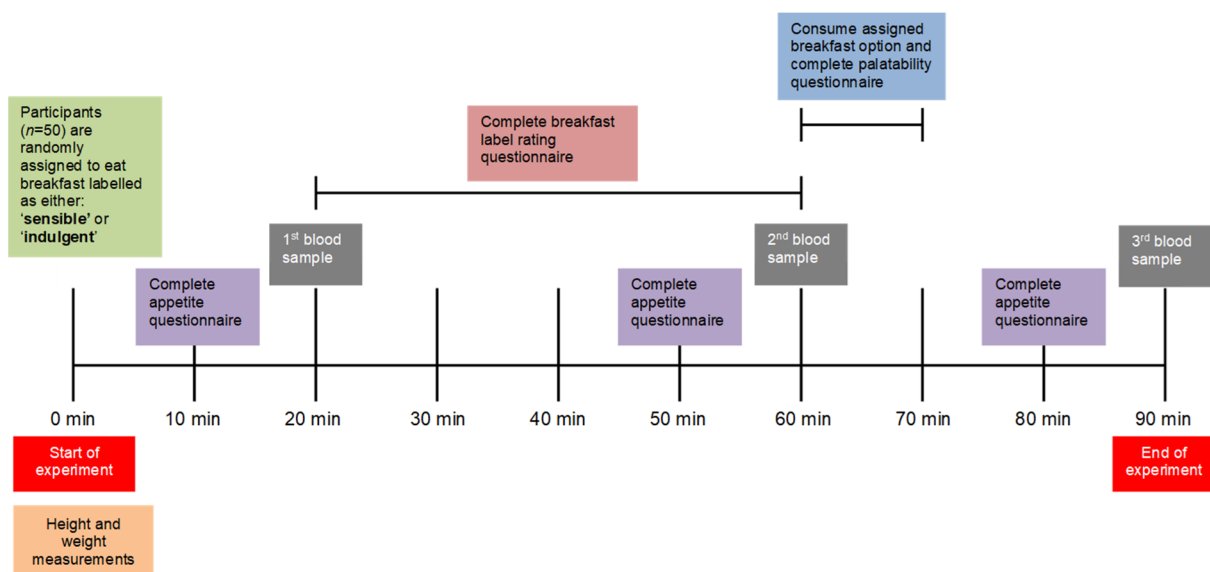 Participants
(n=50) are
randomly
assigned to eat
breakfast labelled
as either:
‘sensible’ or
‘indulgent’
Complete breakfast
label rating
questionnaire
Consume assigned
breakfast option and
complete palatability
questionnaire
1st blood
sample
2nd blood
sample
3rd blood
sample
Complete
appetite
questionnaire
Complete
appetite
questionnaire
Complete
appetite
questionnaire
0 min 10 min 20 min 30 min 40 min 50 min 60 min 70 min 80 min 90 min
Start of
experiment
End of
experiment
Height and
weight
measurements